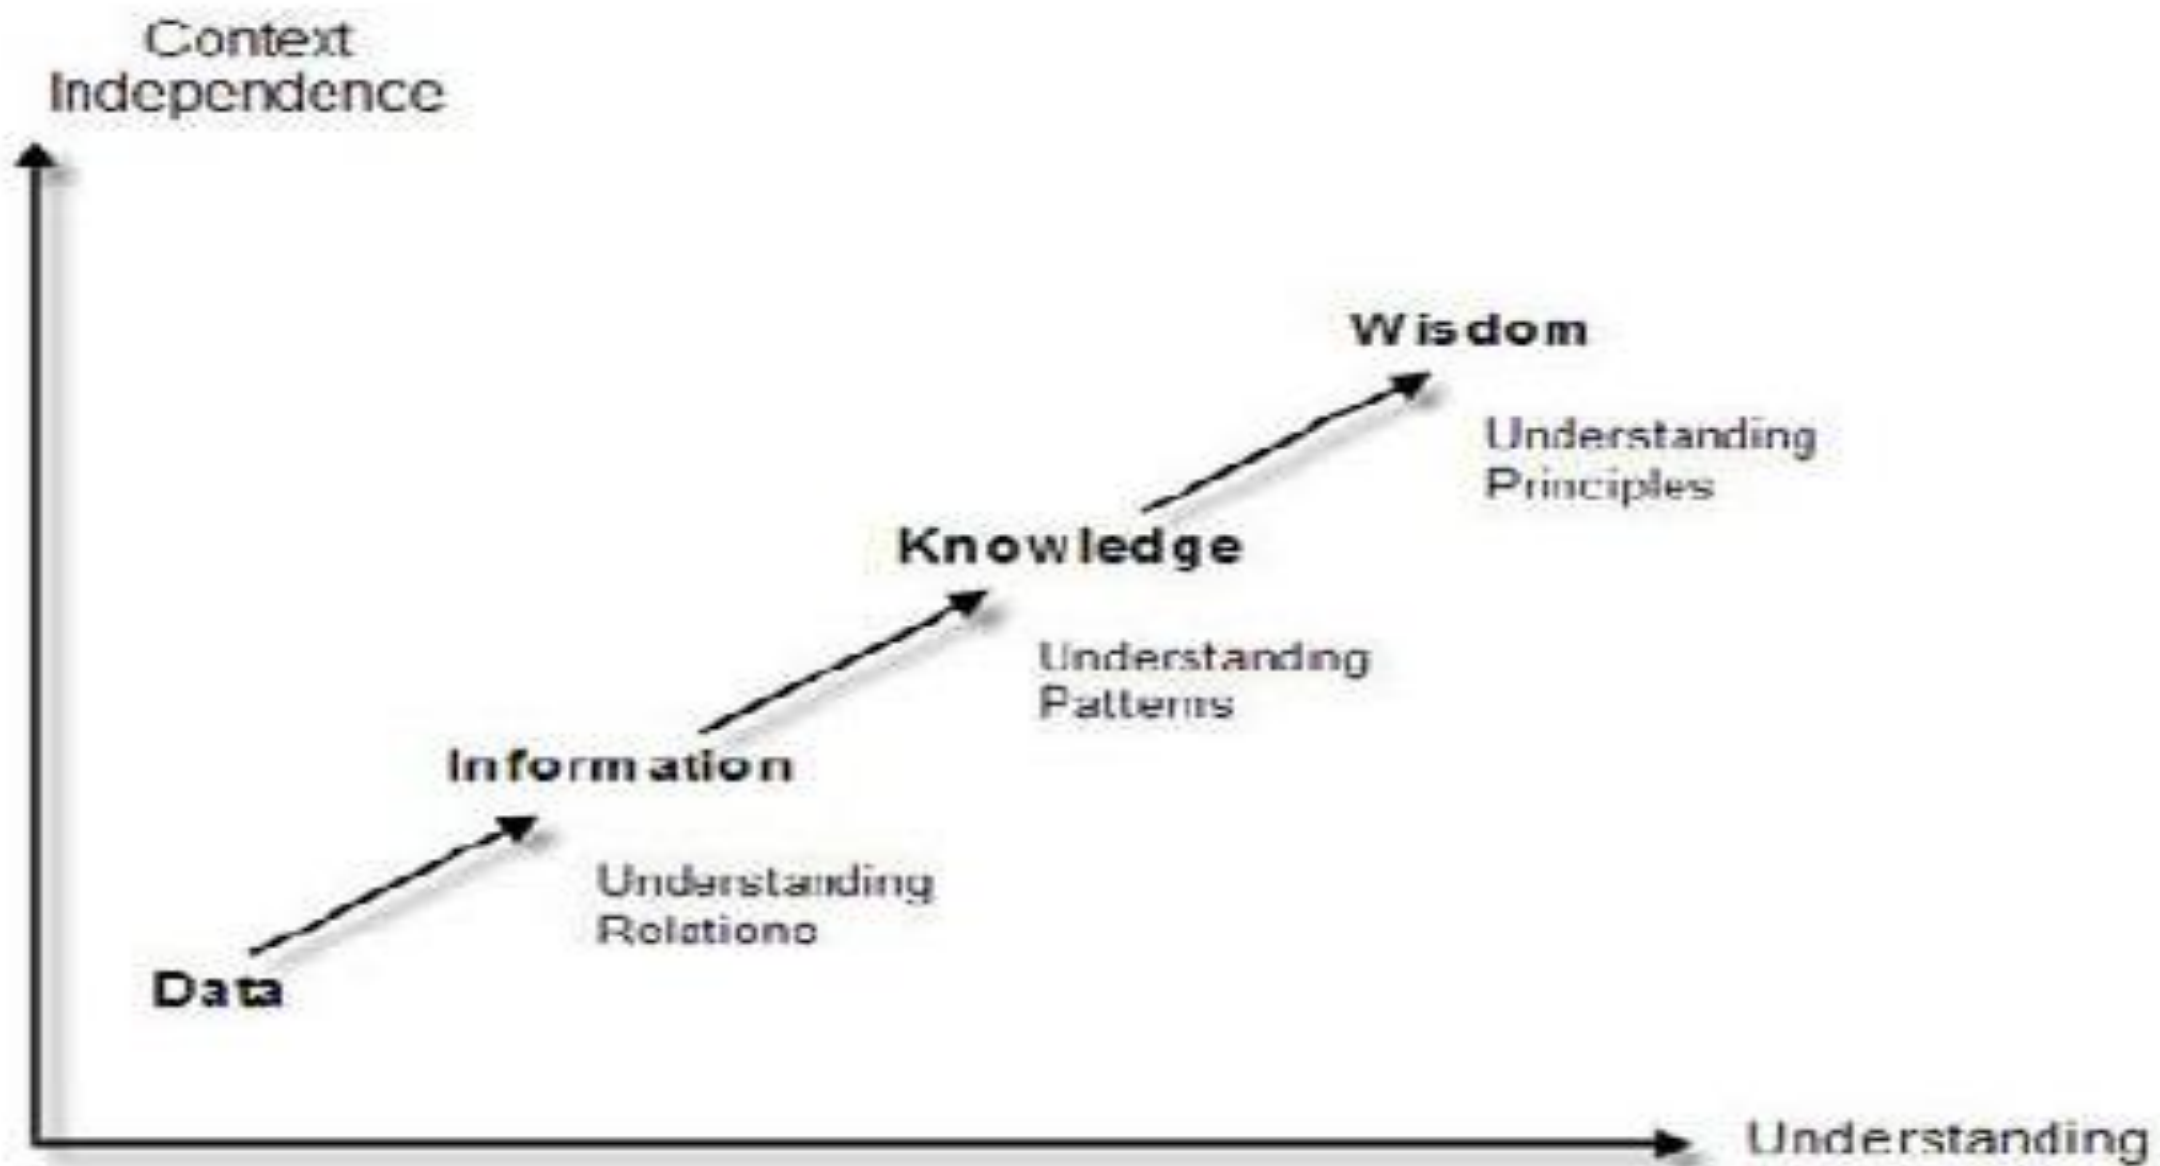 Context
Independence
Wisdom
Understanding
Principles
Knowledge
Understanding
Patterns
Information
Understanding
Relations
Data
Understanding